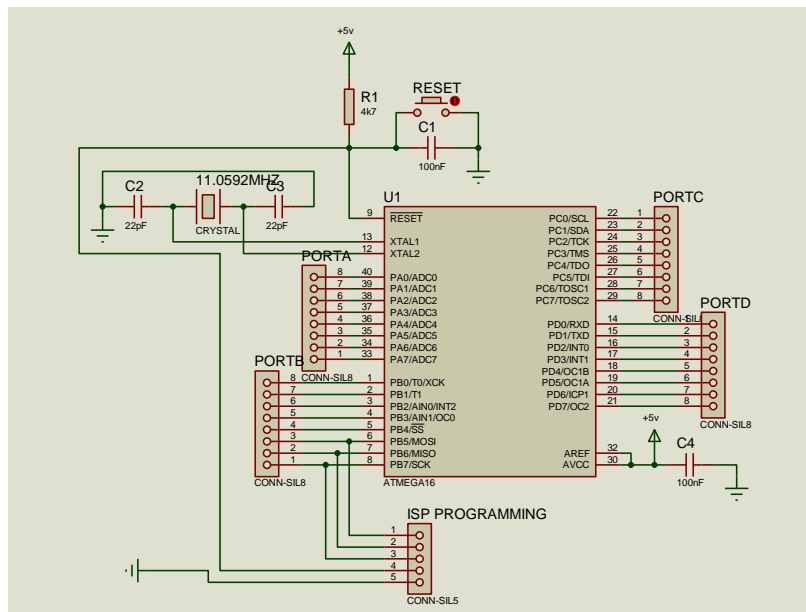 +5v
R1
4k7
RESET
C1
100nF
11.0592MHZ
C2
22pF
CRYSTAL
C3
22pF
U1
9 RESET
13 XTAL1
12 XTAL2
40 PA0/ADC0
39 PA1/ADC1
38 PA2/ADC2
37 PA3/ADC3
36 PA4/ADC4
35 PA5/ADC5
34 PA6/ADC6
33 PA7/ADC7
1 PB0/T0/XCK
2 PB1/T1
3 PB2/AIN0/INT2
4 PB3/AIN1/OC0
5 PB4/SS
6 PB5/MOSI
7 PB6/MISO
8 PB7/SCK
ATMEGA16
PC0/SCL 22
PC1/SDA 23
PC2/TCK 24
PC3/TMS 25
PC4/TDO 26
PC5/TDI 27
PC6/TOSC1 28
PC7/TOSC2 29
PD0/RXD 14
PD1/TXD 15
PD2/INT0 16
PD3/INT1 17
PD4/OC1B 18
PD5/OC1A 19
PD6/ICP1 20
PD7/OC2 21
AREF 32
AVCC 30
PORTA
8
7
6
5
4
3
2
1
CONN-SIL8
PORTB
8
7
6
5
4
3
2
1
CONN-SIL8
PORTC
1
2
3
4
5
6
7
8
CONN-SIL8
PORTD
1
2
3
4
5
6
7
8
CONN-SIL8
+5v
C4
100nF
ISP PROGRAMMING
1
2
3
4
5
CONN-SIL5